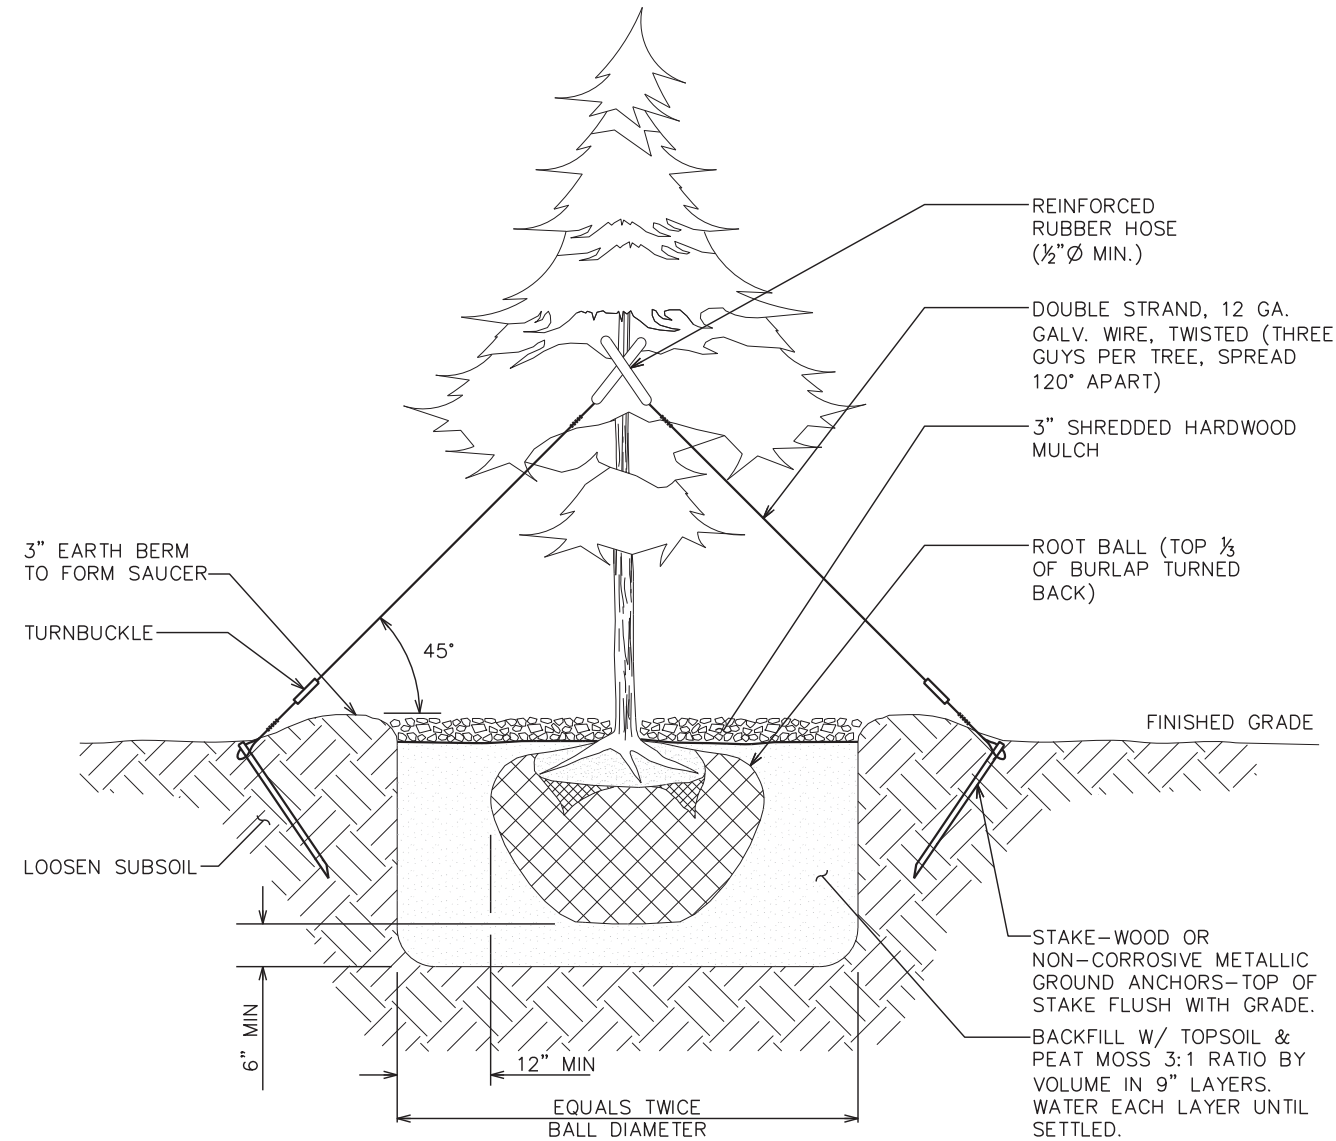 REINFORCED
RUBBER HOSE
(½”Ø MIN.)
DOUBLE STRAND, 12 GA.
GALV. WIRE, TWISTED (THREE
GUYS PER TREE, SPREAD
120° APART)
3” SHREDDED HARDWOOD
MULCH
ROOT BALL (TOP ⅓
OF BURLAP TURNED
BACK)
3” EARTH BERM
TO FORM SAUCER
TURNBUCKLE
45°
FINISHED GRADE
LOOSEN SUBSOIL
STAKE-WOOD OR
NON-CORROSIVE METALLIC
GROUND ANCHORS-TOP OF
STAKE FLUSH WITH GRADE.
BACKFILL W/ TOPSOIL &
PEAT MOSS 3:1 RATIO BY
VOLUME IN 9” LAYERS.
WATER EACH LAYER UNTIL
SETTLED.
6” MIN
12” MIN
EQUALS TWICE
BALL DIAMETER